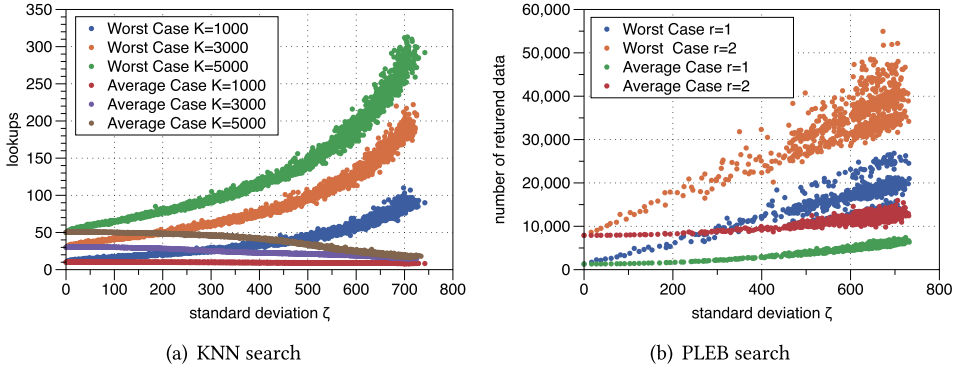 350
300
250
200
150
100
50
0
lookups
Worst Case K=1000
Worst Case K=3000
Worst Case K=5000
Average Case K=1000
Average Case K=3000
Average Case K=5000
0 100 200 300 400 500 600 700 800
standard deviation ζ
(a) KNN search
60,000
50,000
40,000
30,000
20,000
10,000
0
number of returend data
Worst Case r=1
Worst Case r=2
Average Case r=1
Average Case r=2
0 200 400 600 800
standard deviation ζ
(b) PLEB search